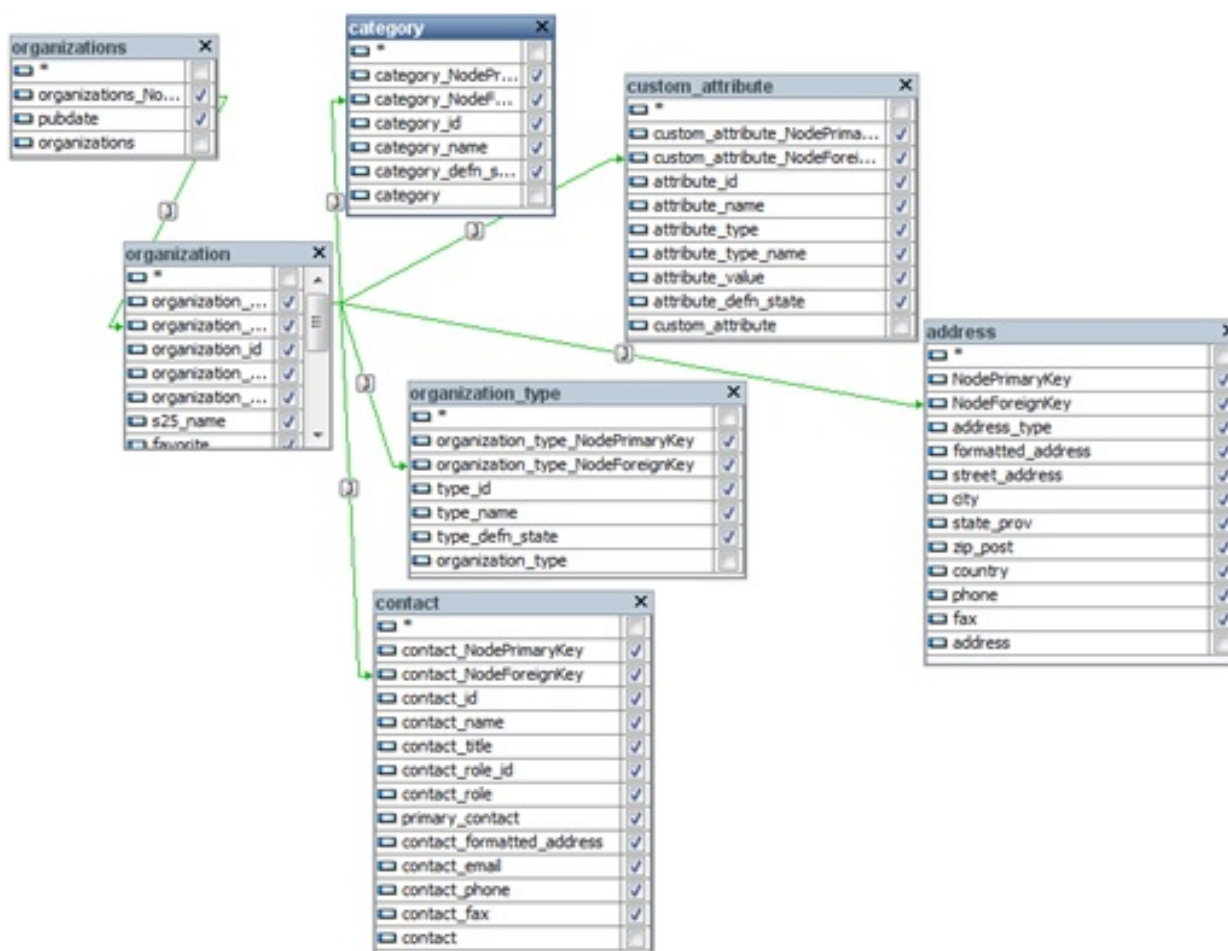 organizations
*
organizations_No...
pubdate
organizations
category
*
category_NodePr...
category_NodeF...
category_id
category_name
category_defn_s...
category
custom_attribute
*
custom_attribute_NodePrima...
custom_attribute_NodeForei...
attribute_id
attribute_name
attribute_type
attribute_type_name
attribute_value
attribute_defn_state
custom_attribute
organization
*
organization_...
organization_...
organization_id
organization_...
organization_...
s25_name
favorite
organization_type
*
organization_type_NodePrimaryKey
organization_type_NodeForeignKey
type_id
type_name
type_defn_state
organization_type
address
*
NodePrimaryKey
NodeForeignKey
address_type
formatted_address
street_address
city
state_prov
zip_post
country
phone
fax
address
contact
*
contact_NodePrimaryKey
contact_NodeForeignKey
contact_id
contact_name
contact_title
contact_role_id
contact_role
primary_contact
contact_formatted_address
contact_email
contact_phone
contact_fax
contact